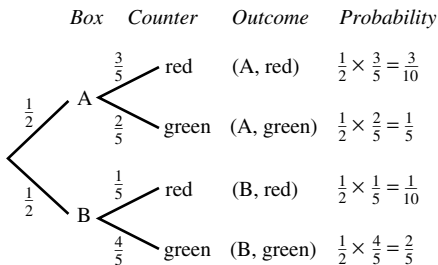 Box Counter Outcome Probability
3/5 red (A, red) 1/2 × 3/5 = 3/10
1/2 A
2/5 green (A, green) 1/2 × 2/5 = 1/5
1/5 red (B, red) 1/2 × 1/5 = 1/10
1/2 B
4/5 green (B, green) 1/2 × 4/5 = 2/5